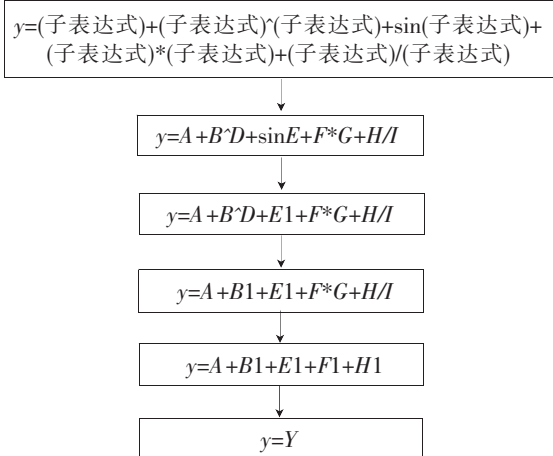 y=(子表达式)+(子表达式)^(子表达式)+sin(子表达式)+
(子表达式)*(子表达式)+(子表达式)/(子表达式)
y=A+B^D+sinE+F*G+H/I
y=A+B^D+E1+F*G+H/I
y=A+B1+E1+F*G+H/I
y=A+B1+E1+F1+H1
y=Y